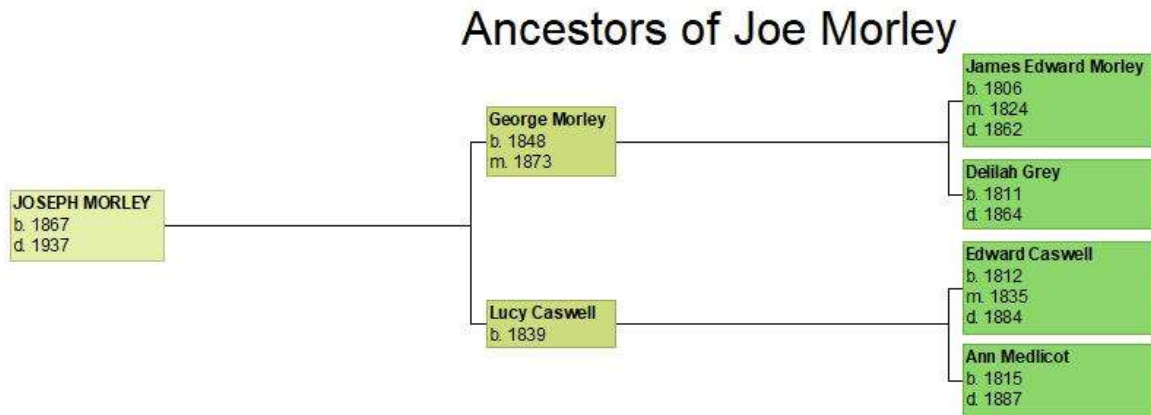 Ancestors of Joe Morley
JOSEPH MORLEY
b. 1867
d. 1937
George Morley
b. 1848
m. 1873
Lucy Caswell
b. 1839
James Edward Morley
b. 1806
m. 1824
d. 1862
Delilah Grey
b. 1811
d. 1864
Edward Caswell
b. 1812
m. 1835
d. 1884
Ann Medlicot
b. 1815
d. 1887